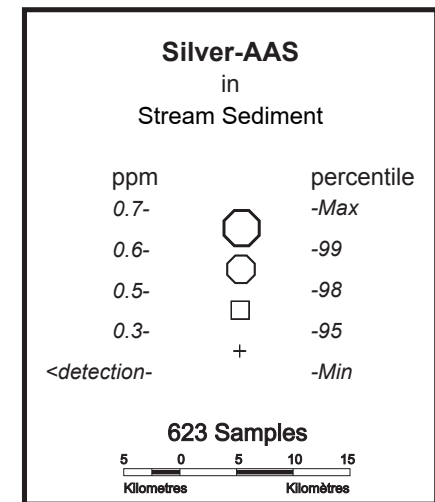 Silver-AAS
in
Stream Sediment
ppm percentile
0.7- -Max
0.6- -99
0.5- -98
0.3- -95
<detection- -Min
623 Samples
5 0 5 10 15
Kilometres Kilomètres